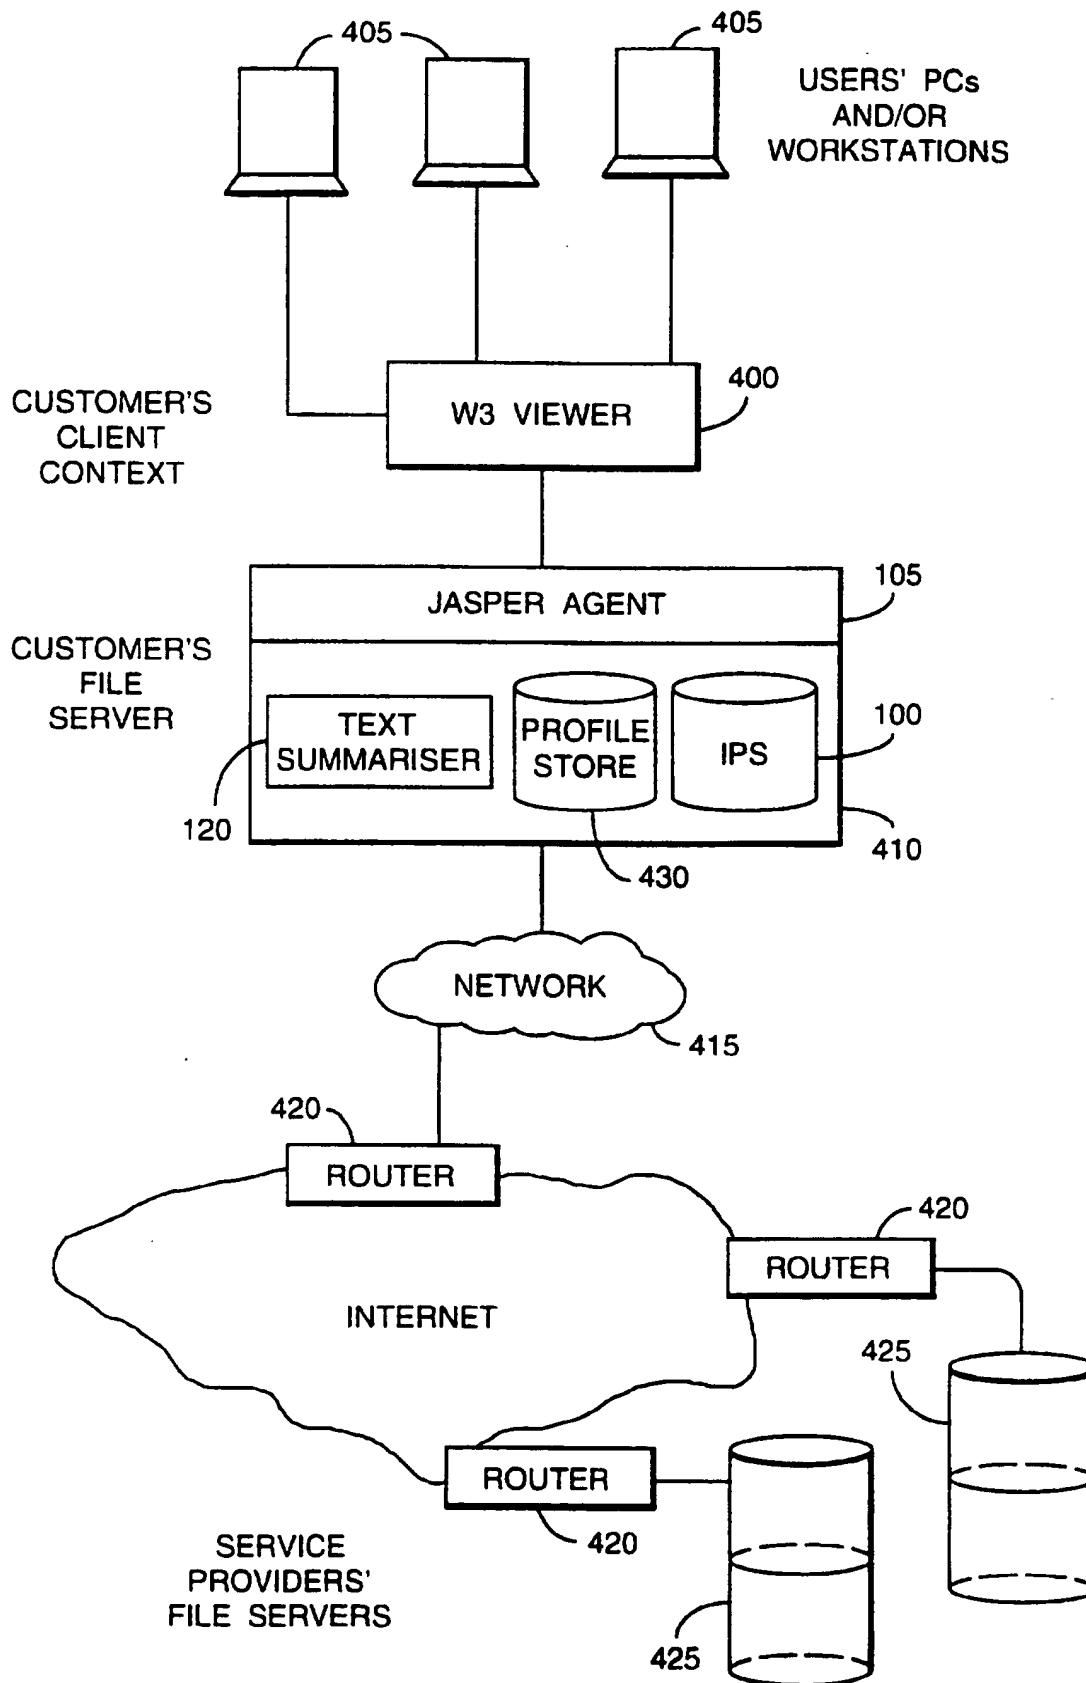 405
405
USERS' PCs
AND/OR
WORKSTATIONS
CUSTOMER'S
CLIENT
CONTEXT
W3 VIEWER
400
JASPER AGENT
105
CUSTOMER'S
FILE
SERVER
TEXT
SUMMARISER
PROFILE
STORE
IPS
100
120
430
410
NETWORK
415
420
ROUTER
420
ROUTER
INTERNET
425
ROUTER
420
SERVICE
PROVIDERS'
FILE SERVERS
425